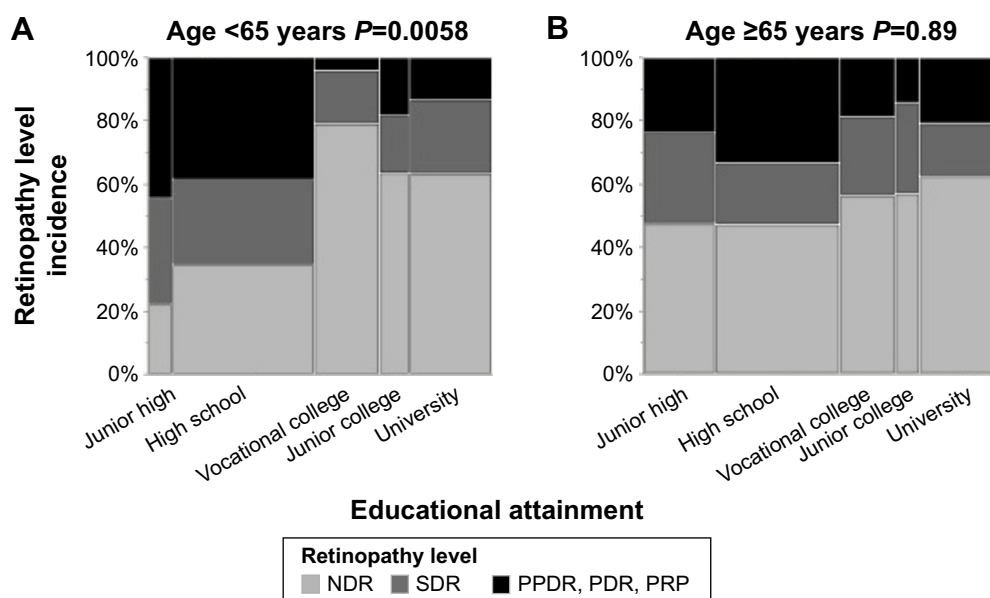 A
Age <65 years P=0.0058
100%
80%
60%
40%
20%
0%
Retinopathy level
incidence
Junior high
High school
Vocational college
Junior college
University
B
Age ≥65 years P=0.89
100%
80%
60%
40%
20%
0%
Junior high
High school
Vocational college
Junior college
University
Educational attainment
Retinopathy level
NDR SDR PPDR, PDR, PRP